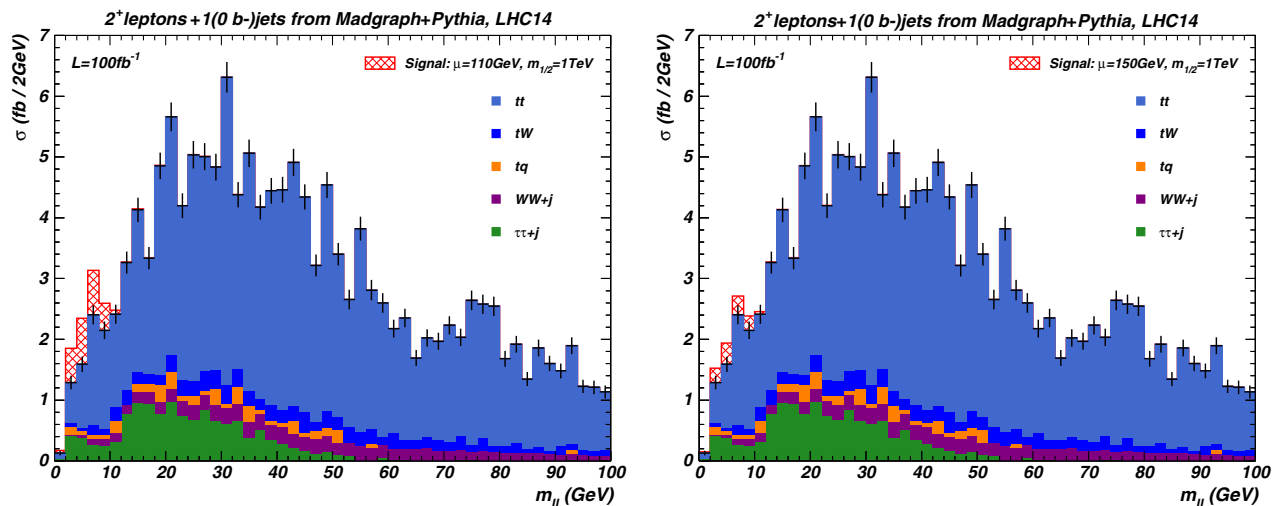 2⁺leptons+1(0 b-)jets from Madgraph+Pythia, LHC14
L=100fb⁻¹
Signal: μ=110GeV, m₁/₂=1TeV
tt
tW
tq
WW+j
ττ+j
σ (fb / 2GeV)
7
6
5
4
3
2
1
0
0 10 20 30 40 50 60 70 80 90 100
m_ll (GeV)
2⁺leptons+1(0 b-)jets from Madgraph+Pythia, LHC14
L=100fb⁻¹
Signal: μ=150GeV, m₁/₂=1TeV
tt
tW
tq
WW+j
ττ+j
σ (fb / 2GeV)
7
6
5
4
3
2
1
0
0 10 20 30 40 50 60 70 80 90 100
m_ll (GeV)